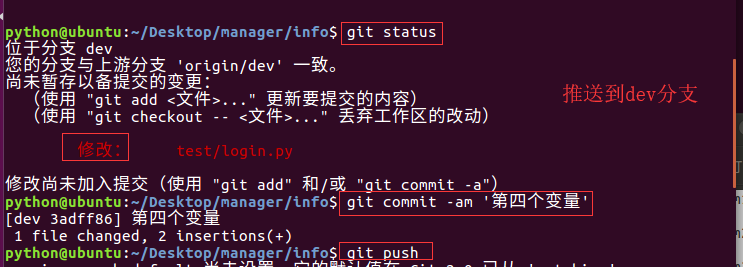 python@ubuntu:~/Desktop/manager/info$ git status
位于分支 dev
您的分支与上游分支 'origin/dev' 一致。
尚未暂存以备提交的变更：
（使用 "git add <文件>..." 更新要提交的内容）
（使用 "git checkout -- <文件>..." 丢弃工作区的改动）
推送到dev分支
修改： test/login.py
修改尚未加入提交（使用 "git add" 和/或 "git commit -a"）
python@ubuntu:~/Desktop/manager/info$ git commit -am '第四个变量'
[dev 3adff86] 第四个变量
1 file changed, 2 insertions(+)
python@ubuntu:~/Desktop/manager/info$ git push